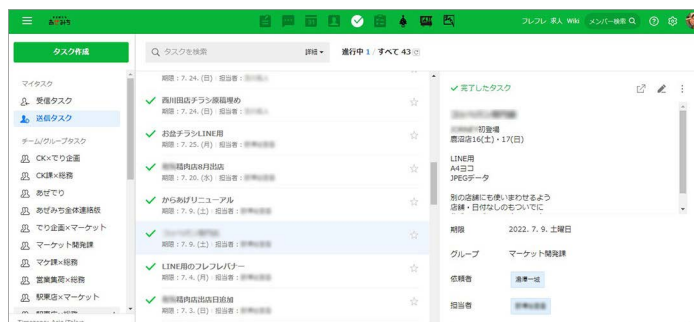 あぜみち
フレフレ 求人 Wiki メンバー検索
タスク作成
タスクを検索
詳細
進行中 1 / すべて 43
マイタスク
受信タスク
送信タスク
チーム/グループタスク
CK×でり企画
CK課×総務
あぜでり
あぜみち全体連絡版
でり企画×マーケット
マーケット開発課
マケ課×総務
営業集荷×総務
駅東店×マーケット
期限：7. 24. (日) · 担当者：
西川田店チラシ原稿埋め
期限：7. 24. (日) · 担当者：
お盆チラシLINE用
期限：7. 25. (月) · 担当者：
精肉店8月出店
期限：7. 20. (水) · 担当者：
からあげリニューアル
期限：7. 9. (土) · 担当者：
期限：7. 9. (土) · 担当者：
LINE用のフレフレバナー
期限：7. 4. (月) · 担当者：
精肉店出店日追加
期限：7. 3. (日) · 担当者：
完了したタスク
初登場
鹿沼店16(土)・17(日)
LINE用
A4ヨコ
JPEGデータ
別の店舗にも使いまわせるよう
店舗・日付なしのもついでに
期限 2022. 7. 9. 土曜日
グループ マーケット開発課
依頼者
担当者